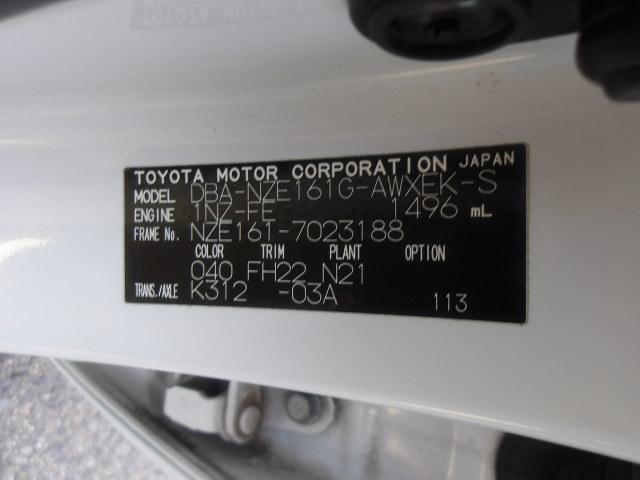 TOYOTA MOTOR CORPORATION JAPAN
MODEL DBA-NZE161G-AWXEK-S
ENGINE 1NZ-FE 1496 mL
FRAME No. NZE161-7023188
COLOR TRIM PLANT OPTION
040 FH22 N21
TRANS./AXLE K312 -03A
113